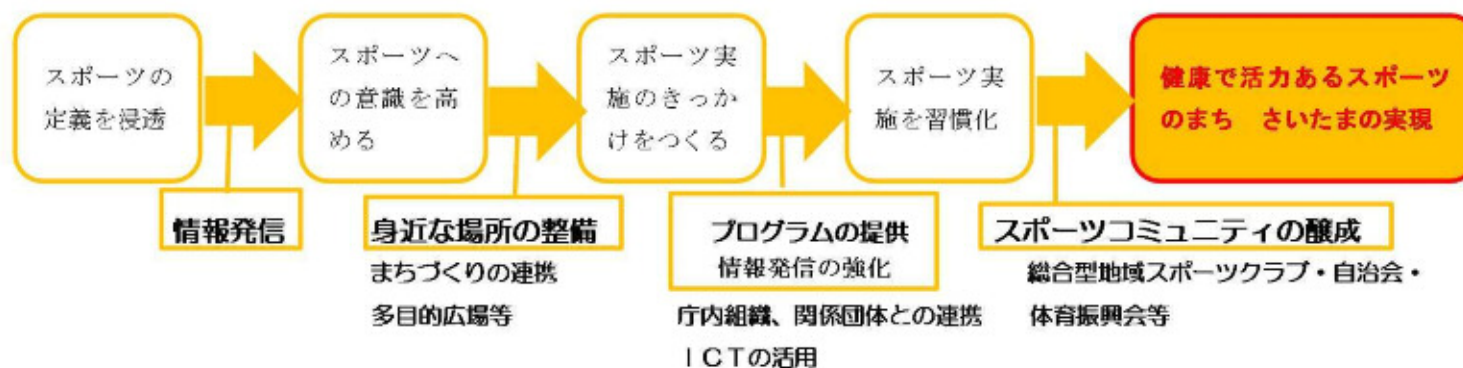 スポーツの
定義を浸透
スポーツへ
の意識を高
める
スポーツ実
施のきっか
けをつくる
スポーツ実
施を習慣化
健康で活力あるスポーツ
のまち　さいたまの実現
情報発信
身近な場所の整備
まちづくりの連携
多目的広場等
プログラムの提供
情報発信の強化
庁内組織、関係団体との連携
ＩＣＴの活用
スポーツコミュニティの醸成
総合型地域スポーツクラブ・自治会・
体育振興会等